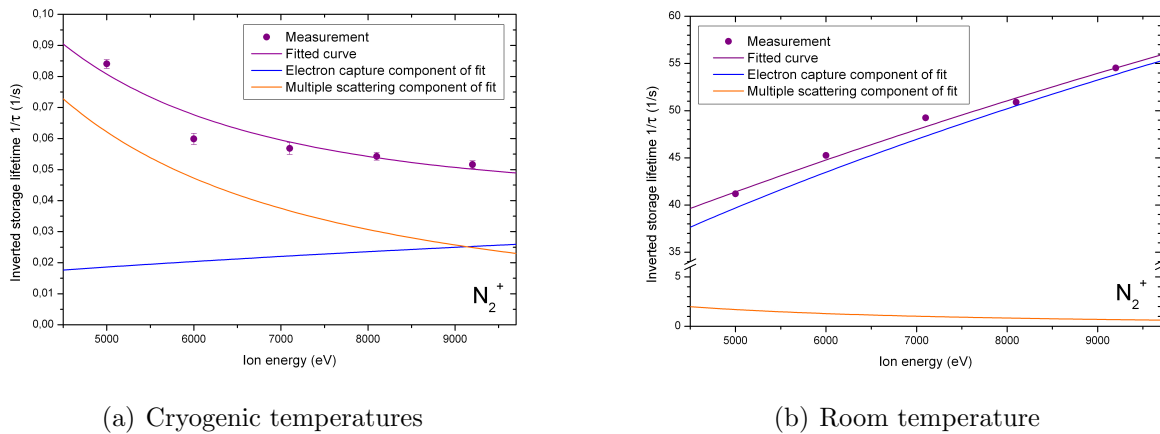 0,10
0,09
0,08
0,07
0,06
0,05
0,04
0,03
0,02
0,01
0,00
Inverted storage lifetime 1/τ (1/s)
Measurement
Fitted curve
Electron capture component of fit
Multiple scattering component of fit
N₂⁺
5000 6000 7000 8000 9000
Ion energy (eV)
(a) Cryogenic temperatures
60
55
50
45
40
35
5
0
Inverted storage lifetime 1/τ (1/s)
Measurement
Fitted curve
Electron capture component of fit
Multiple scattering component of fit
N₂⁺
5000 6000 7000 8000 9000
Ion energy (eV)
(b) Room temperature